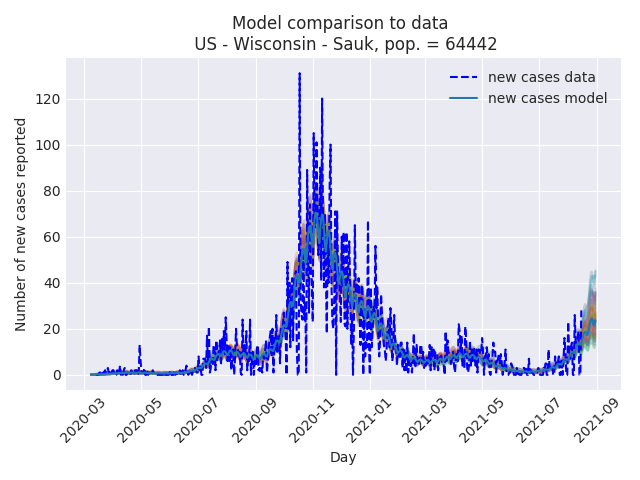 Model comparison to data
US - Wisconsin - Sauk, pop. = 64442
new cases data
new cases model
Number of new cases reported
120
100
80
60
40
20
0
2020-03
2020-05
2020-07
2020-09
2020-11
2021-01
2021-03
2021-05
2021-07
2021-09
Day